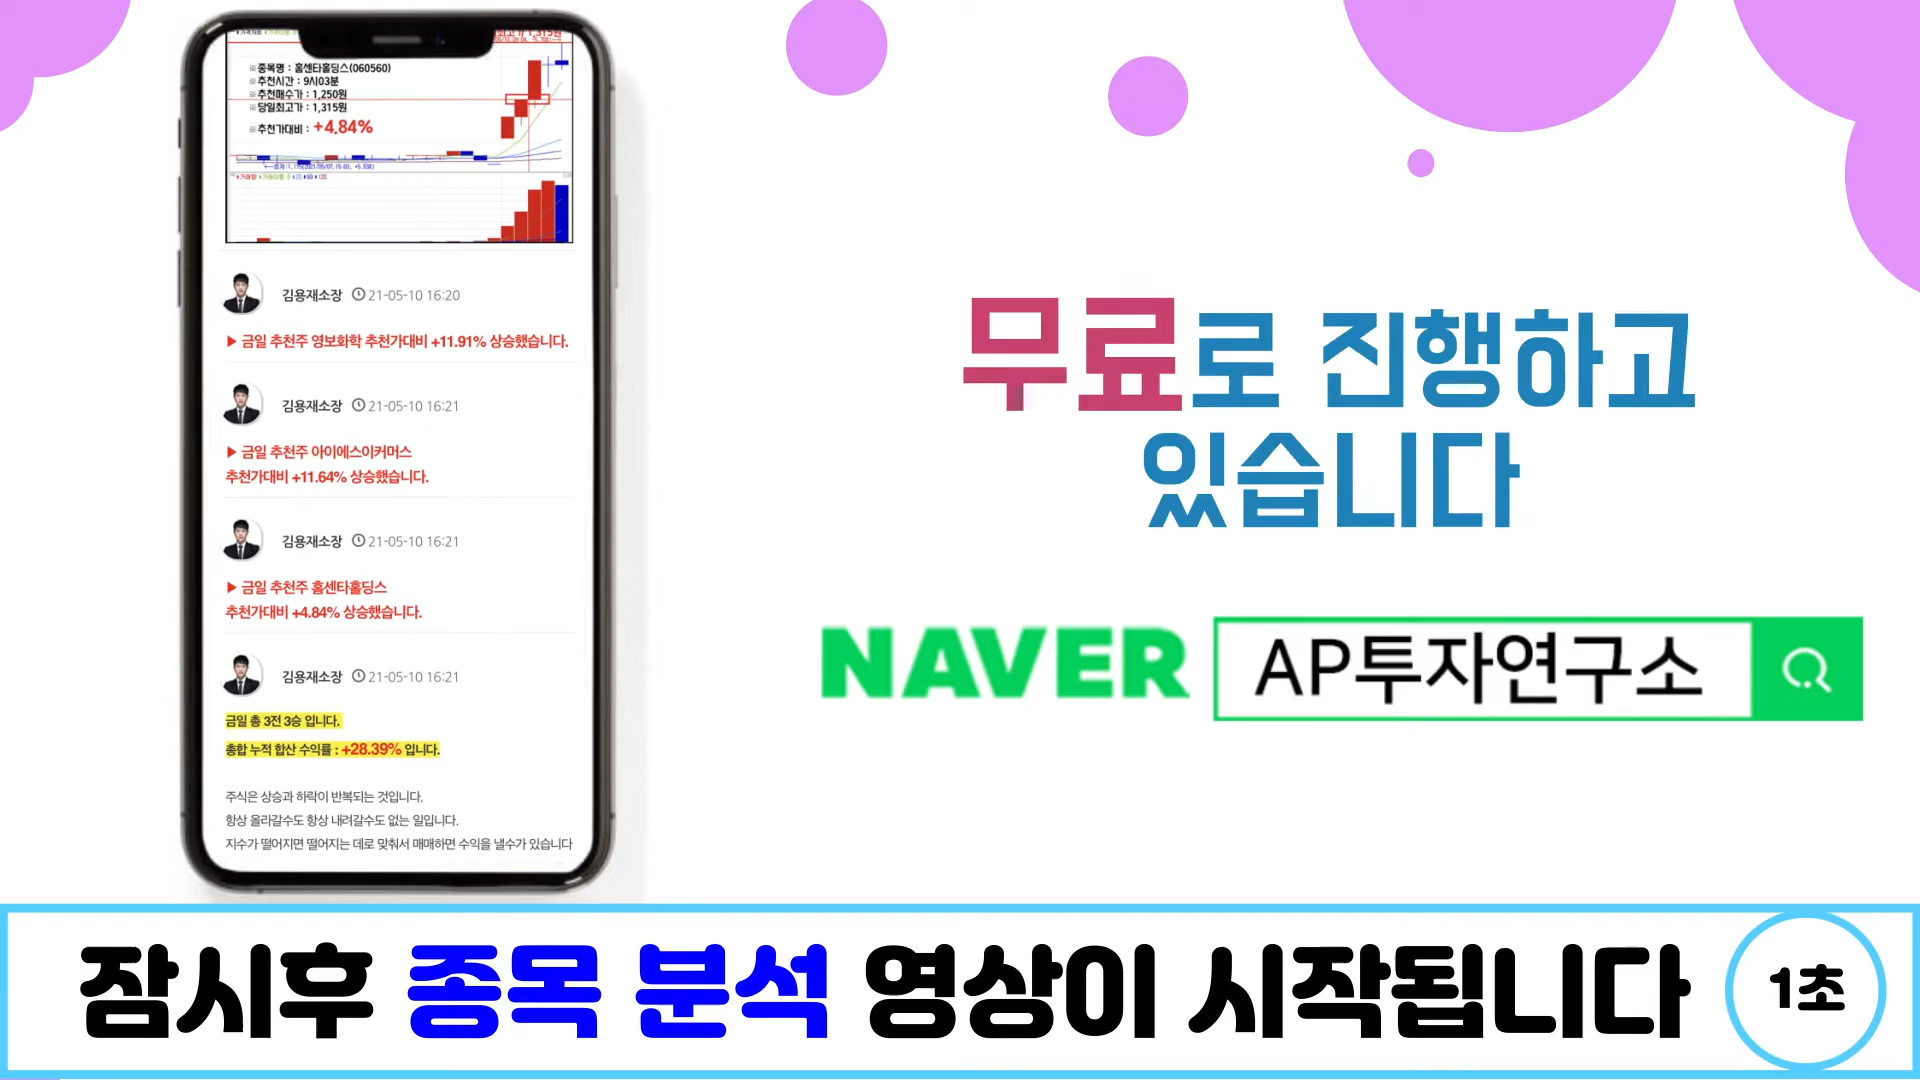 ※종목명 : 홈센타홀딩스(060560)
※추천시간 : 9시03분
※추천매수가 : 1,250원
※당일최고가 : 1,315원
※추천가대비 : +4.84%
김용재소장 21-05-10 16:20
▶ 금일 추천주 영보화학 추천가대비 +11.91% 상승했습니다.
김용재소장 21-05-10 16:21
▶ 금일 추천주 아이에스이커머스
추천가대비 +11.64% 상승했습니다.
김용재소장 21-05-10 16:21
▶ 금일 추천주 홈센타홀딩스
추천가대비 +4.84% 상승했습니다.
김용재소장 21-05-10 16:21
금일 총 3전 3승 입니다.
총합 누적 합산 수익률 : +28.39% 입니다.
주식은 상승과 하락이 반복되는 것입니다.
항상 올라갈수도 항상 내려갈수도 없는 일입니다.
지수가 떨어지면 떨어지는 데로 맞춰서 매매하면 수익을 낼수가 있습니다
무료로 진행하고
있습니다
NAVER AP투자연구소
잠시후 종목 분석 영상이 시작됩니다 1초